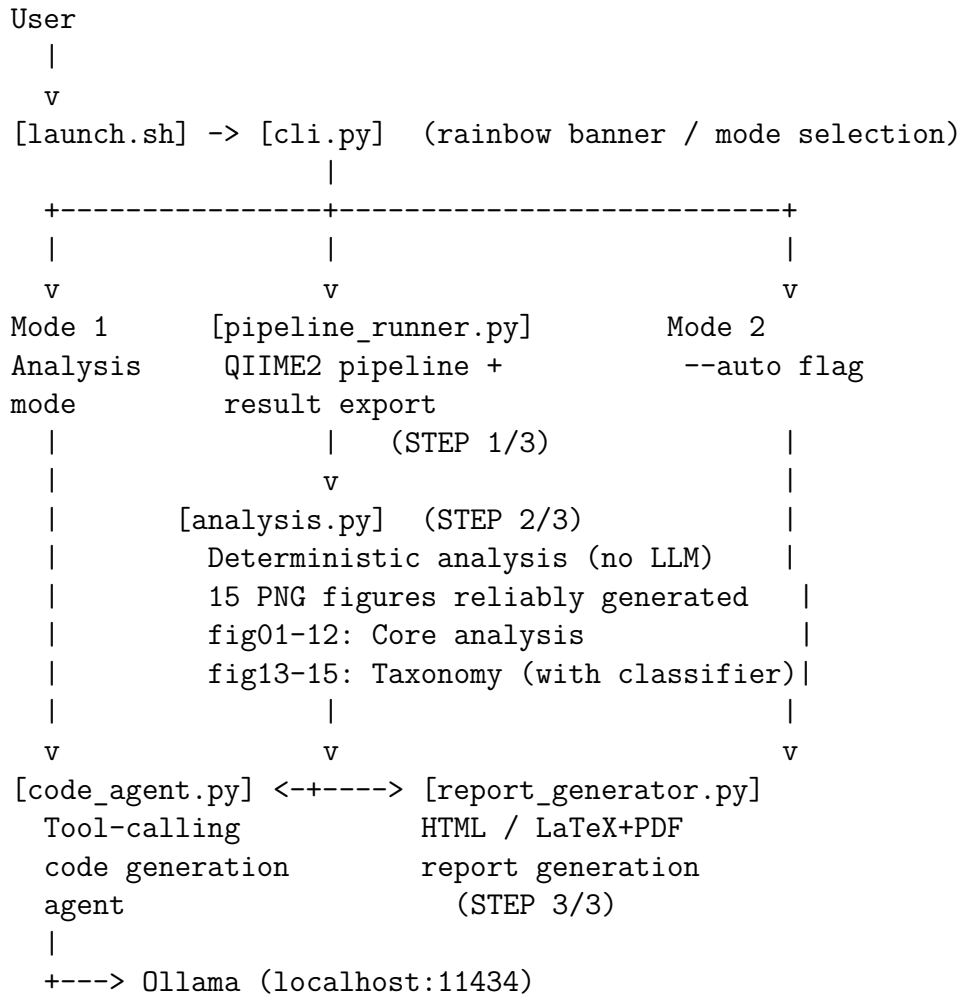 User
|
v
[launch.sh] -> [cli.py]  (rainbow banner / mode selection)
                    |
  +----------------+---------------------------+
  |                |                           |
  v                v                           v
Mode 1      [pipeline_runner.py]        Mode 2
Analysis     QIIME2 pipeline +           --auto flag
mode         result export
  |                |   (STEP 1/3)              |
  |                v                           |
  |         [analysis.py]  (STEP 2/3)          |
  |           Deterministic analysis (no LLM)    |
  |           15 PNG figures reliably generated   |
  |           fig01-12: Core analysis             |
  |           fig13-15: Taxonomy (with classifier)|
  |                |                           |
  v                v                           v
[code_agent.py] <-+----> [report_generator.py]
  Tool-calling           HTML / LaTeX+PDF
  code generation        report generation
  agent                    (STEP 3/3)
  |
  +---> Ollama (localhost:11434)